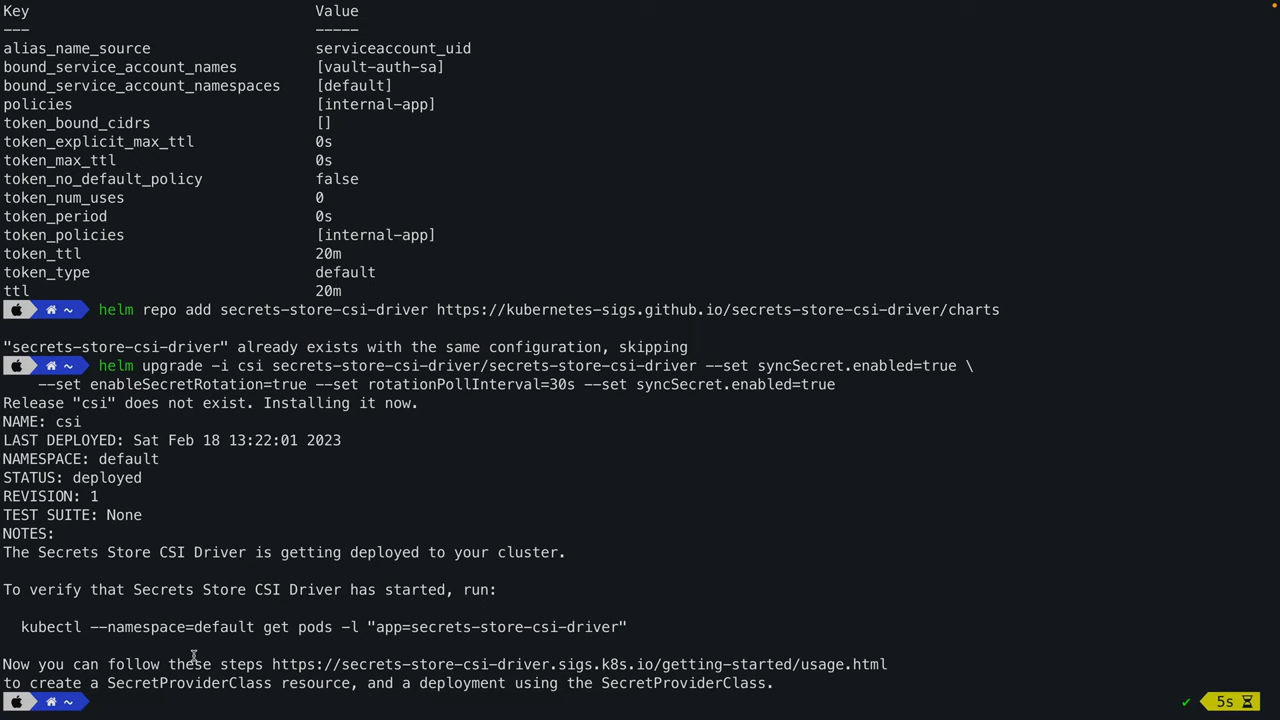 Key Value
--- -----
alias_name_source serviceaccount_uid
bound_service_account_names [vault-auth-sa]
bound_service_account_namespaces [default]
policies [internal-app]
token_bound_cidrs []
token_explicit_max_ttl 0s
token_max_ttl 0s
token_no_default_policy false
token_num_uses 0
token_period 0s
token_policies [internal-app]
token_ttl 20m
token_type default
ttl 20m
~ helm repo add secrets-store-csi-driver https://kubernetes-sigs.github.io/secrets-store-csi-driver/charts
"secrets-store-csi-driver" already exists with the same configuration, skipping
~ helm upgrade -i csi secrets-store-csi-driver/secrets-store-csi-driver --set syncSecret.enabled=true \
--set enableSecretRotation=true --set rotationPollInterval=30s --set syncSecret.enabled=true
Release "csi" does not exist. Installing it now.
NAME: csi
LAST DEPLOYED: Sat Feb 18 13:22:01 2023
NAMESPACE: default
STATUS: deployed
REVISION: 1
TEST SUITE: None
NOTES:
The Secrets Store CSI Driver is getting deployed to your cluster.
To verify that Secrets Store CSI Driver has started, run:
kubectl --namespace=default get pods -l "app=secrets-store-csi-driver"
Now you can follow these steps https://secrets-store-csi-driver.sigs.k8s.io/getting-started/usage.html
to create a SecretProviderClass resource, and a deployment using the SecretProviderClass.
~ ✔ 5s